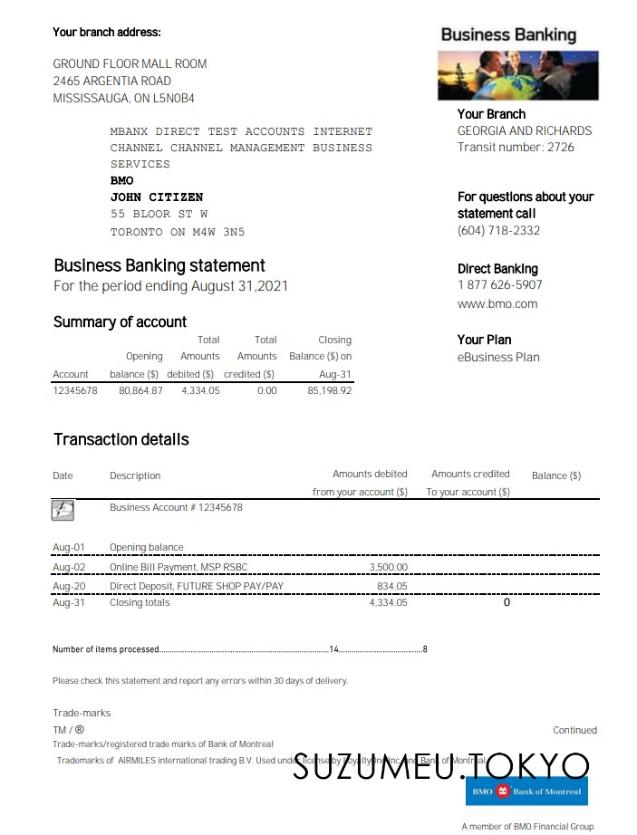 Your branch address:
GROUND FLOOR MALL ROOM
2465 ARGENTIA ROAD
MISSISSAUGA, ON L5N0B4
Business Banking
MBANX DIRECT TEST ACCOUNTS INTERNET
CHANNEL CHANNEL MANAGEMENT BUSINESS
SERVICES
BMO
JOHN CITIZEN
55 BLOOR ST W
TORONTO ON M4W 3N5
Your Branch
GEORGIA AND RICHARDS
Transit number: 2726
For questions about your
statement call
(604) 718-2332
Direct Banking
1 877 626-5907
www.bmo.com
Your Plan
eBusiness Plan
Business Banking statement
For the period ending August 31,2021
Summary of account
Total Total Closing
Opening Amounts Amounts Balance ($) on
Account balance ($) debited ($) credited ($) Aug-31
12345678 80,864.87 4,334.05 0.00 85,198.92
Transaction details
Date Description Amounts debited Amounts credited Balance ($)
from your account ($) To your account ($)
Business Account # 12345678
Aug-01 Opening balance
Aug-02 Online Bill Payment, MSP RSBC 3,500.00
Aug-20 Direct Deposit, FUTURE SHOP PAY/PAY 834.05
Aug-31 Closing totals 4,334.05 0
Number of items processed...14...8
Please check this statement and report any errors within 30 days of delivery.
Trade-marks
TM / ® Continued
Trade-marks/registered trade marks of Bank of Montreal
Trademarks of AIRMILES international trading B.V. Used under license by Loyalty One Inc. and Bank of Montreal
SUZUMEU.TOKYO
BMO Bank of Montreal
A member of BMO Financial Group